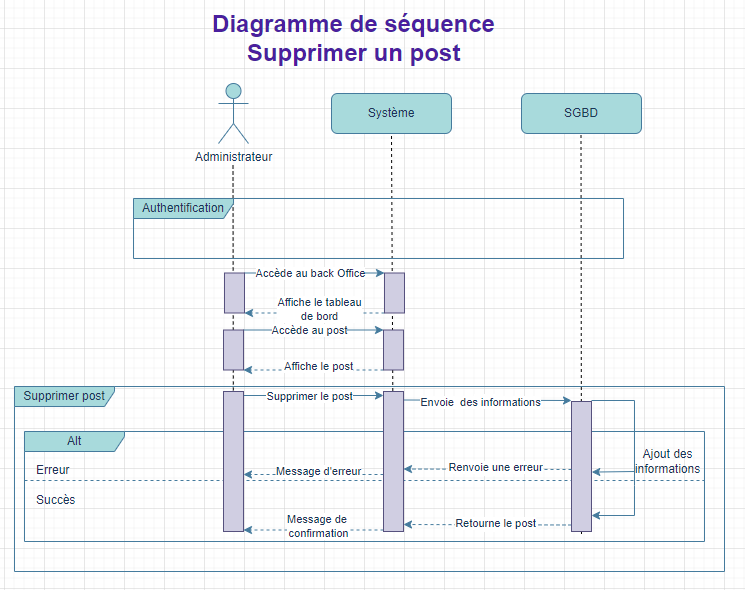 Diagramme de séquence
Supprimer un post
Système
SGBD
Administrateur
Authentification
Accède au back Office
Affiche le tableau
de bord
Accède au post
Affiche le post
Supprimer post
Supprimer le post
Envoie des informations
Alt
Ajout des
informations
Erreur
Message d'erreur
Renvoie une erreur
Succès
Message de
confirmation
Retourne le post